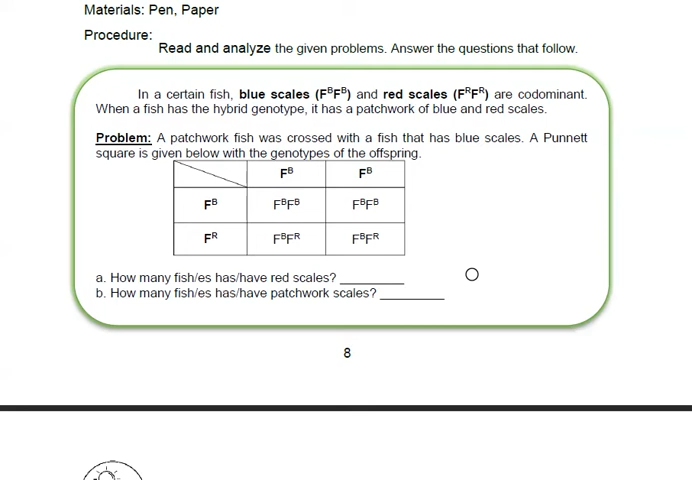 Materials: Pen, Paper
Procedure:
Read and analyze the given problems. Answer the questions that follow.
In a certain fish, blue scales (FᴮFᴮ) and red scales (FᴿFᴿ) are codominant.
When a fish has the hybrid genotype, it has a patchwork of blue and red scales.
Problem: A patchwork fish was crossed with a fish that has blue scales. A Punnett
square is given below with the genotypes of the offspring.
Fᴮ Fᴮ
Fᴮ FᴮFᴮ FᴮFᴮ
Fᴿ FᴮFᴿ FᴮFᴿ
a. How many fish/es has/have red scales? ________
b. How many fish/es has/have patchwork scales? ________
8